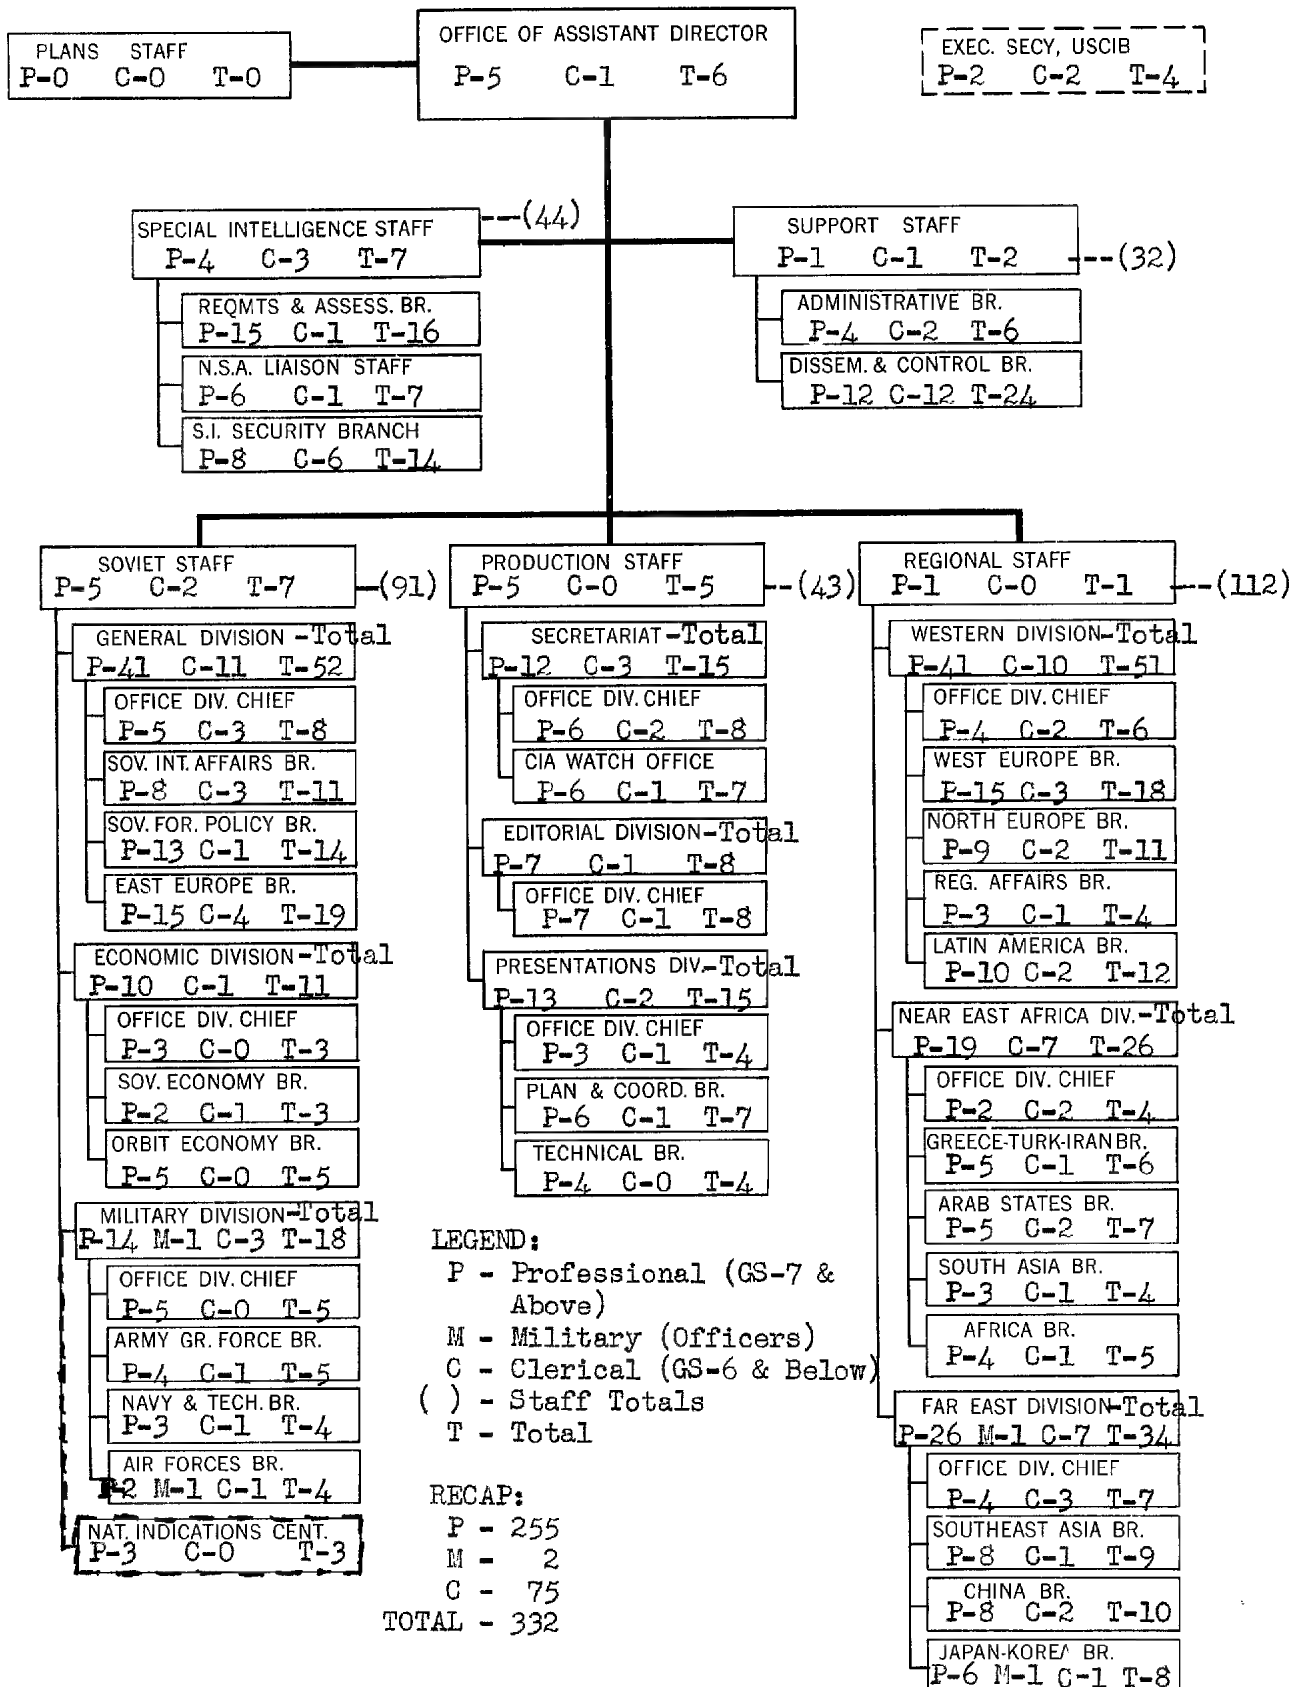 PLANS STAFF
P-0 C-0 T-0
OFFICE OF ASSISTANT DIRECTOR
P-5 C-1 T-6
EXEC. SECY, USCIB
P-2 C-2 T-4
SPECIAL INTELLIGENCE STAFF
P-4 C-3 T-7
---(44)
REQMTS & ASSESS. BR.
P-15 C-1 T-16
N.S.A. LIAISON STAFF
P-6 C-1 T-7
S.I. SECURITY BRANCH
P-8 C-6 T-14
SUPPORT STAFF
P-1 C-1 T-2 ---(32)
ADMINISTRATIVE BR.
P-4 C-2 T-6
DISSEM. & CONTROL BR.
P-12 C-12 T-24
SOVIET STAFF
P-5 C-2 T-7 --(91)
GENERAL DIVISION -Total
P-41 C-11 T-52
OFFICE DIV. CHIEF
P-5 C-3 T-8
SOV. INT. AFFAIRS BR.
P-8 C-3 T-11
SOV. FOR. POLICY BR.
P-13 C-1 T-14
EAST EUROPE BR.
P-15 C-4 T-19
ECONOMIC DIVISION -Total
P-10 C-1 T-11
OFFICE DIV. CHIEF
P-3 C-0 T-3
SOV. ECONOMY BR.
P-2 C-1 T-3
ORBIT ECONOMY BR.
P-5 C-0 T-5
MILITARY DIVISION-Total
P-14 M-1 C-3 T-18
OFFICE DIV. CHIEF
P-5 C-0 T-5
ARMY GR. FORCE BR.
P-4 C-1 T-5
NAVY & TECH. BR.
P-3 C-1 T-4
AIR FORCES BR.
P-2 M-1 C-1 T-4
NAT. INDICATIONS CENT.
P-3 C-0 T-3
PRODUCTION STAFF
P-5 C-0 T-5 ---(43)
SECRETARIAT-Total
P-12 C-3 T-15
OFFICE DIV. CHIEF
P-6 C-2 T-8
CIA WATCH OFFICE
P-6 C-1 T-7
EDITORIAL DIVISION-Total
P-7 C-1 T-8
OFFICE DIV. CHIEF
P-7 C-1 T-8
PRESENTATIONS DIV.-Total
P-13 C-2 T-15
OFFICE DIV. CHIEF
P-3 C-1 T-4
PLAN & COORD. BR.
P-6 C-1 T-7
TECHNICAL BR.
P-4 C-0 T-4
LEGEND:
P - Professional (GS-7 &
Above)
M - Military (Officers)
C - Clerical (GS-6 & Below)
( ) - Staff Totals
T - Total
RECAP:
P - 255
M - 2
C - 75
TOTAL - 332
REGIONAL STAFF
P-1 C-0 T-1 ---(112)
WESTERN DIVISION-Total
P-41 C-10 T-51
OFFICE DIV. CHIEF
P-4 C-2 T-6
WEST EUROPE BR.
P-15 C-3 T-18
NORTH EUROPE BR.
P-9 C-2 T-11
REG. AFFAIRS BR.
P-3 C-1 T-4
LATIN AMERICA BR.
P-10 C-2 T-12
NEAR EAST AFRICA DIV.-Total
P-19 C-7 T-26
OFFICE DIV. CHIEF
P-2 C-2 T-4
GREECE-TURK-IRAN BR.
P-5 C-1 T-6
ARAB STATES BR.
P-5 C-2 T-7
SOUTH ASIA BR.
P-3 C-1 T-4
AFRICA BR.
P-4 C-1 T-5
FAR EAST DIVISION-Total
P-26 M-1 C-7 T-34
OFFICE DIV. CHIEF
P-4 C-3 T-7
SOUTHEAST ASIA BR.
P-8 C-1 T-9
CHINA BR.
P-8 C-2 T-10
JAPAN-KOREA BR.
P-6 M-1 C-1 T-8